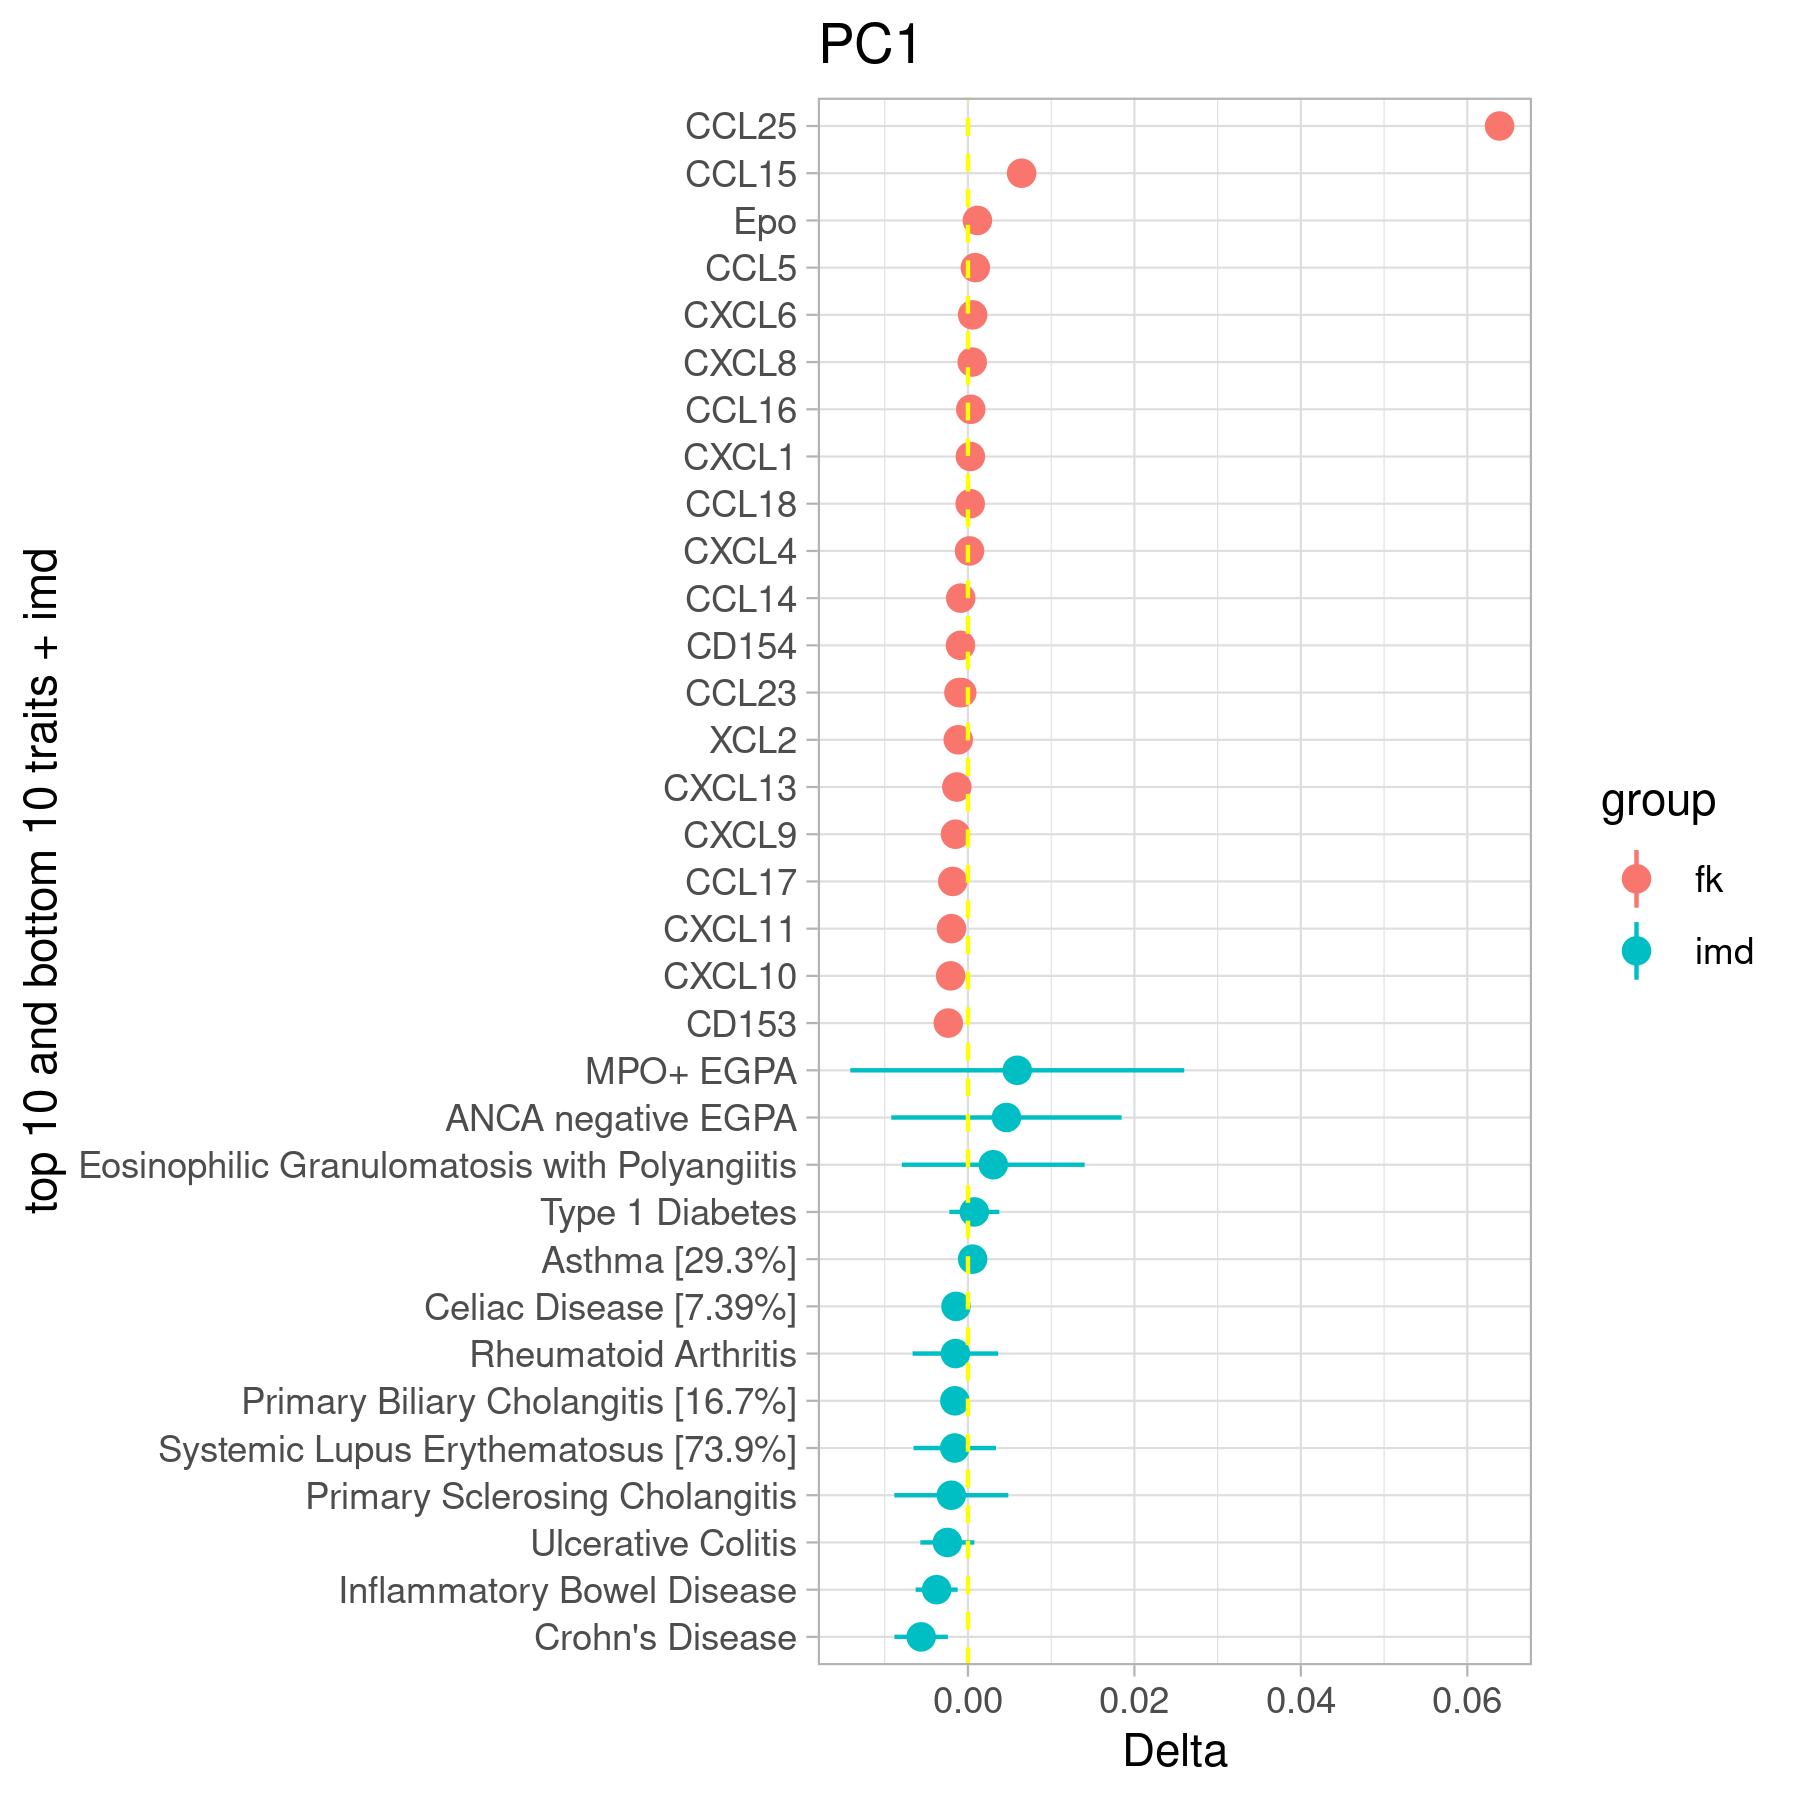 PC1
top 10 and bottom 10 traits + imd
CCL25
CCL15
Epo
CCL5
CXCL6
CXCL8
CCL16
CXCL1
CCL18
CXCL4
CCL14
CD154
CCL23
XCL2
CXCL13
CXCL9
CCL17
CXCL11
CXCL10
CD153
MPO+ EGPA
ANCA negative EGPA
Eosinophilic Granulomatosis with Polyangiitis
Type 1 Diabetes
Asthma [29.3%]
Celiac Disease [7.39%]
Rheumatoid Arthritis
Primary Biliary Cholangitis [16.7%]
Systemic Lupus Erythematosus [73.9%]
Primary Sclerosing Cholangitis
Ulcerative Colitis
Inflammatory Bowel Disease
Crohn's Disease
0.00 0.02 0.04 0.06
Delta
group
fk
imd